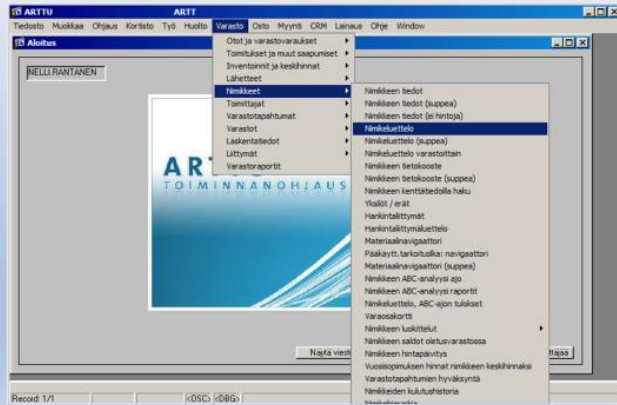 ARTTU ARTT
Tiedosto Muokkaa Ohjaus Kortisto Työ Huolto Varasto Osto Myynti CRM Lainaus Ohje Window
Aloitus
NELLI.RANTANEN
Otot ja varastovaraukset
Toimitukset ja muut saapumiset
Inventoinnit ja keskihinnat
Lähetteet
Nimikkeet
Toimittajat
Varastotapahtumat
Varastot
Laskentatiedot
Liittymät
Varastoraportit
Nimikkeen tiedot
Nimikkeen tiedot (suppea)
Nimikkeen tiedot (ei hintoja)
Nimikeluettelo
Nimikeluettelo (suppea)
Nimikeluettelo varastoittain
Nimikkeen tietokooste
Nimikkeen tietokooste (suppea)
Nimikkeen kenttätiedoilla haku
Yksilöt / erät
Hankintaliittymät
Hankintaliittymäluettelo
Materiaalinavigaattori
Pääkäytt.tarkoitusIka: navigaattori
Materiaalinavigaattori (suppea)
Nimikkeen ABC-analyysi ajo
Nimikkeen ABC-analyysi raportit
Nimikeluettelo, ABC-ajon tulokset
Varaosakortti
Nimikkeen luokittelut
Nimikkeen saldot oletusvarastossa
Nimikkeen hintapäivitys
Vuosisopimuksen hinnat nimikkeen keskihinnaksi
Varastotapahtumien hyväksyntä
Nimikkeiden kulutushistoria
Nimikehierarkia
AR
TOIMINNANOHJAUS
Näytä viesti
Record: 1/1 <OSC> <DBG>